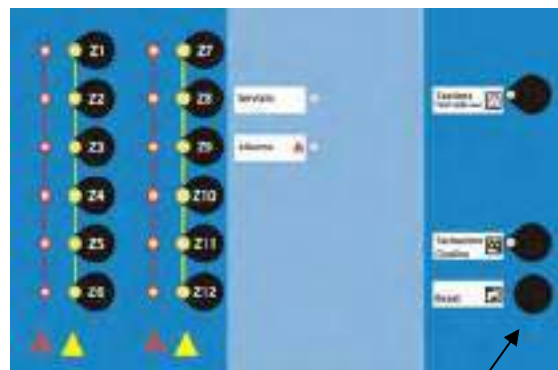 Z1
Z7
Z2
Z8
Servizio
Z3
Z9
Allarme
Z4
Z10
Z5
Z11
Tacitazione
Cicalino
Z6
Z12
Reset